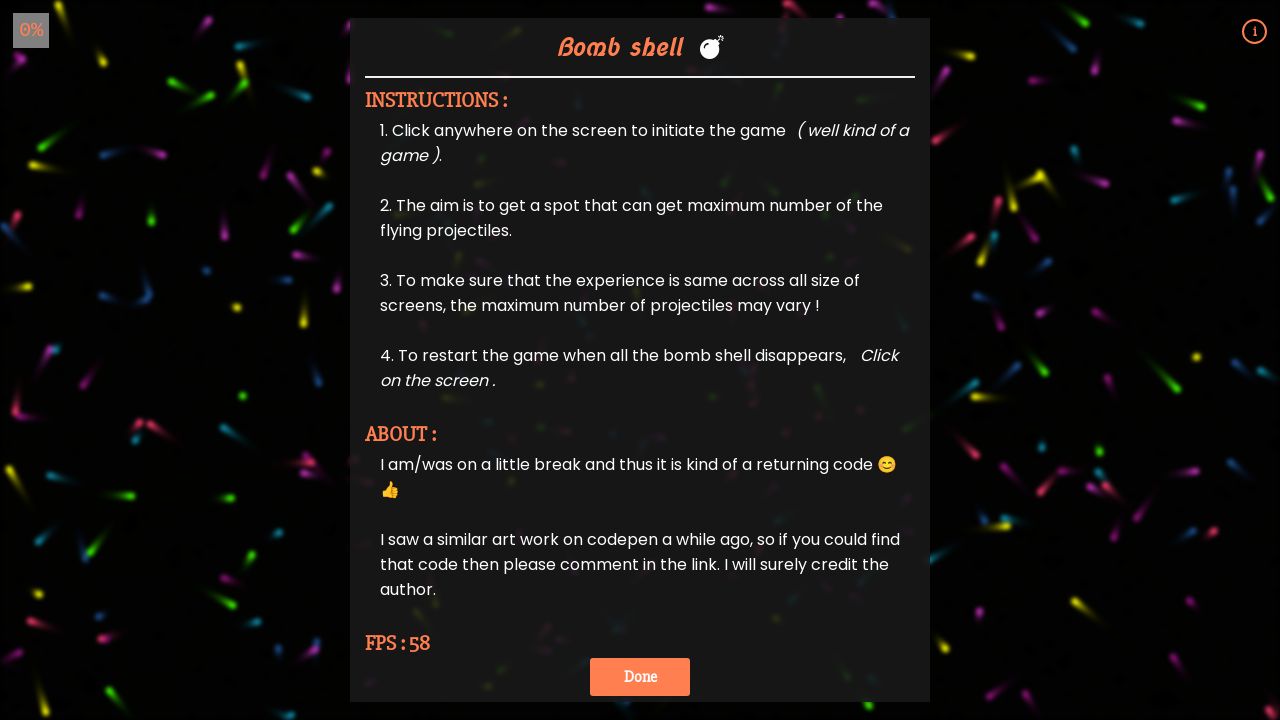 0%
Bomb shell 💣
i
INSTRUCTIONS :
1. Click anywhere on the screen to initiate the game ( well kind of a
game ).
2. The aim is to get a spot that can get maximum number of the
flying projectiles.
3. To make sure that the experience is same across all size of
screens, the maximum number of projectiles may vary !
4. To restart the game when all the bomb shell disappears, Click
on the screen .
ABOUT :
I am/was on a little break and thus it is kind of a returning code 😊
👍
I saw a similar art work on codepen a while ago, so if you could find
that code then please comment in the link. I will surely credit the
author.
FPS : 58
Done